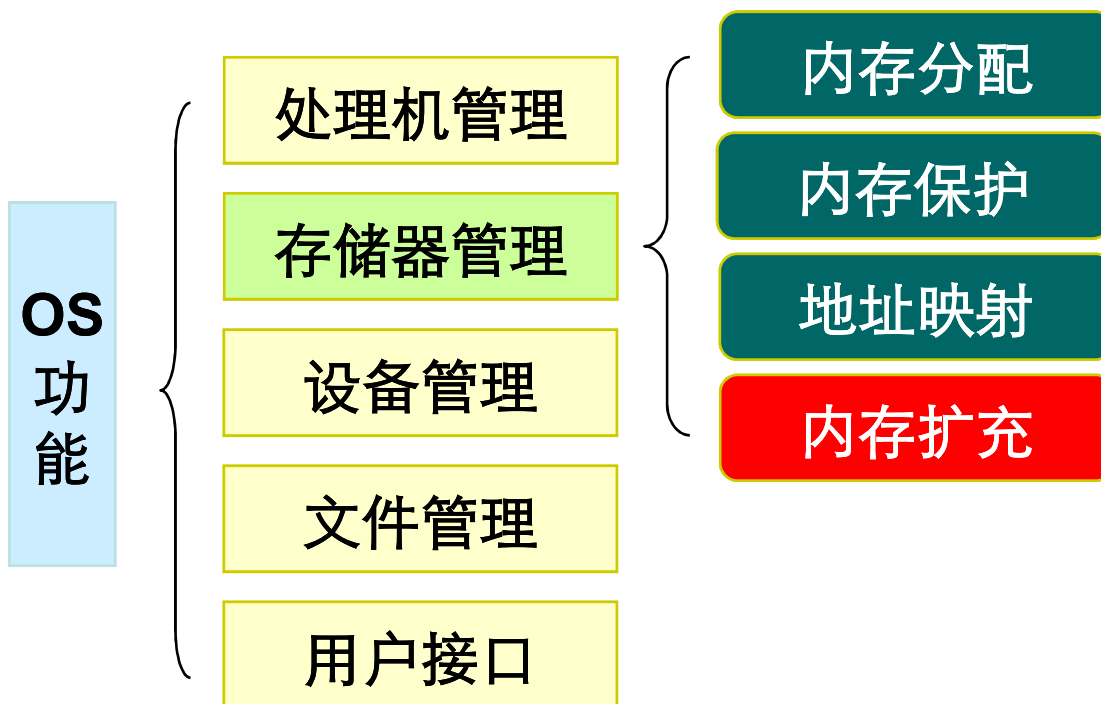 OS
功
能
处理机管理
存储器管理
设备管理
文件管理
用户接口
内存分配
内存保护
地址映射
内存扩充